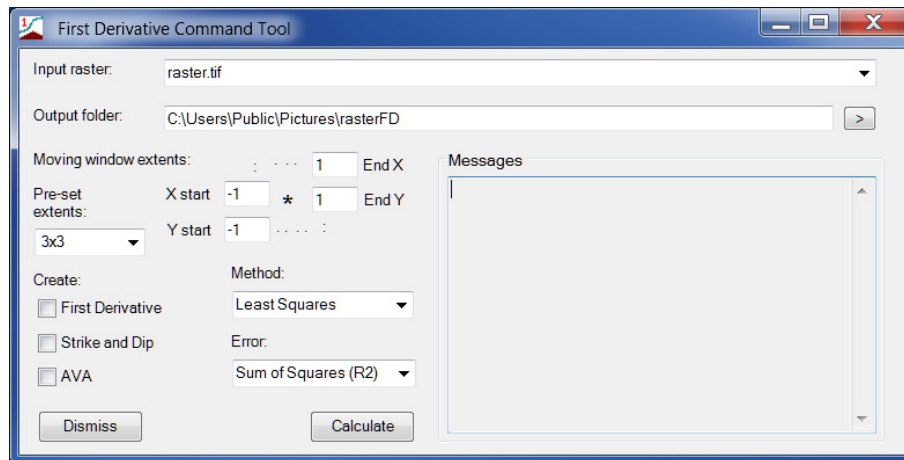 First Derivative Command Tool
Input raster: raster.tif
Output folder: C:\Users\Public\Pictures\rasterFD >
Moving window extents: 1 End X
Pre-set extents: X start -1 * 1 End Y
3x3 Y start -1
Create: Method:
First Derivative Least Squares
Strike and Dip Error:
AVA Sum of Squares (R2)
Dismiss Calculate
Messages